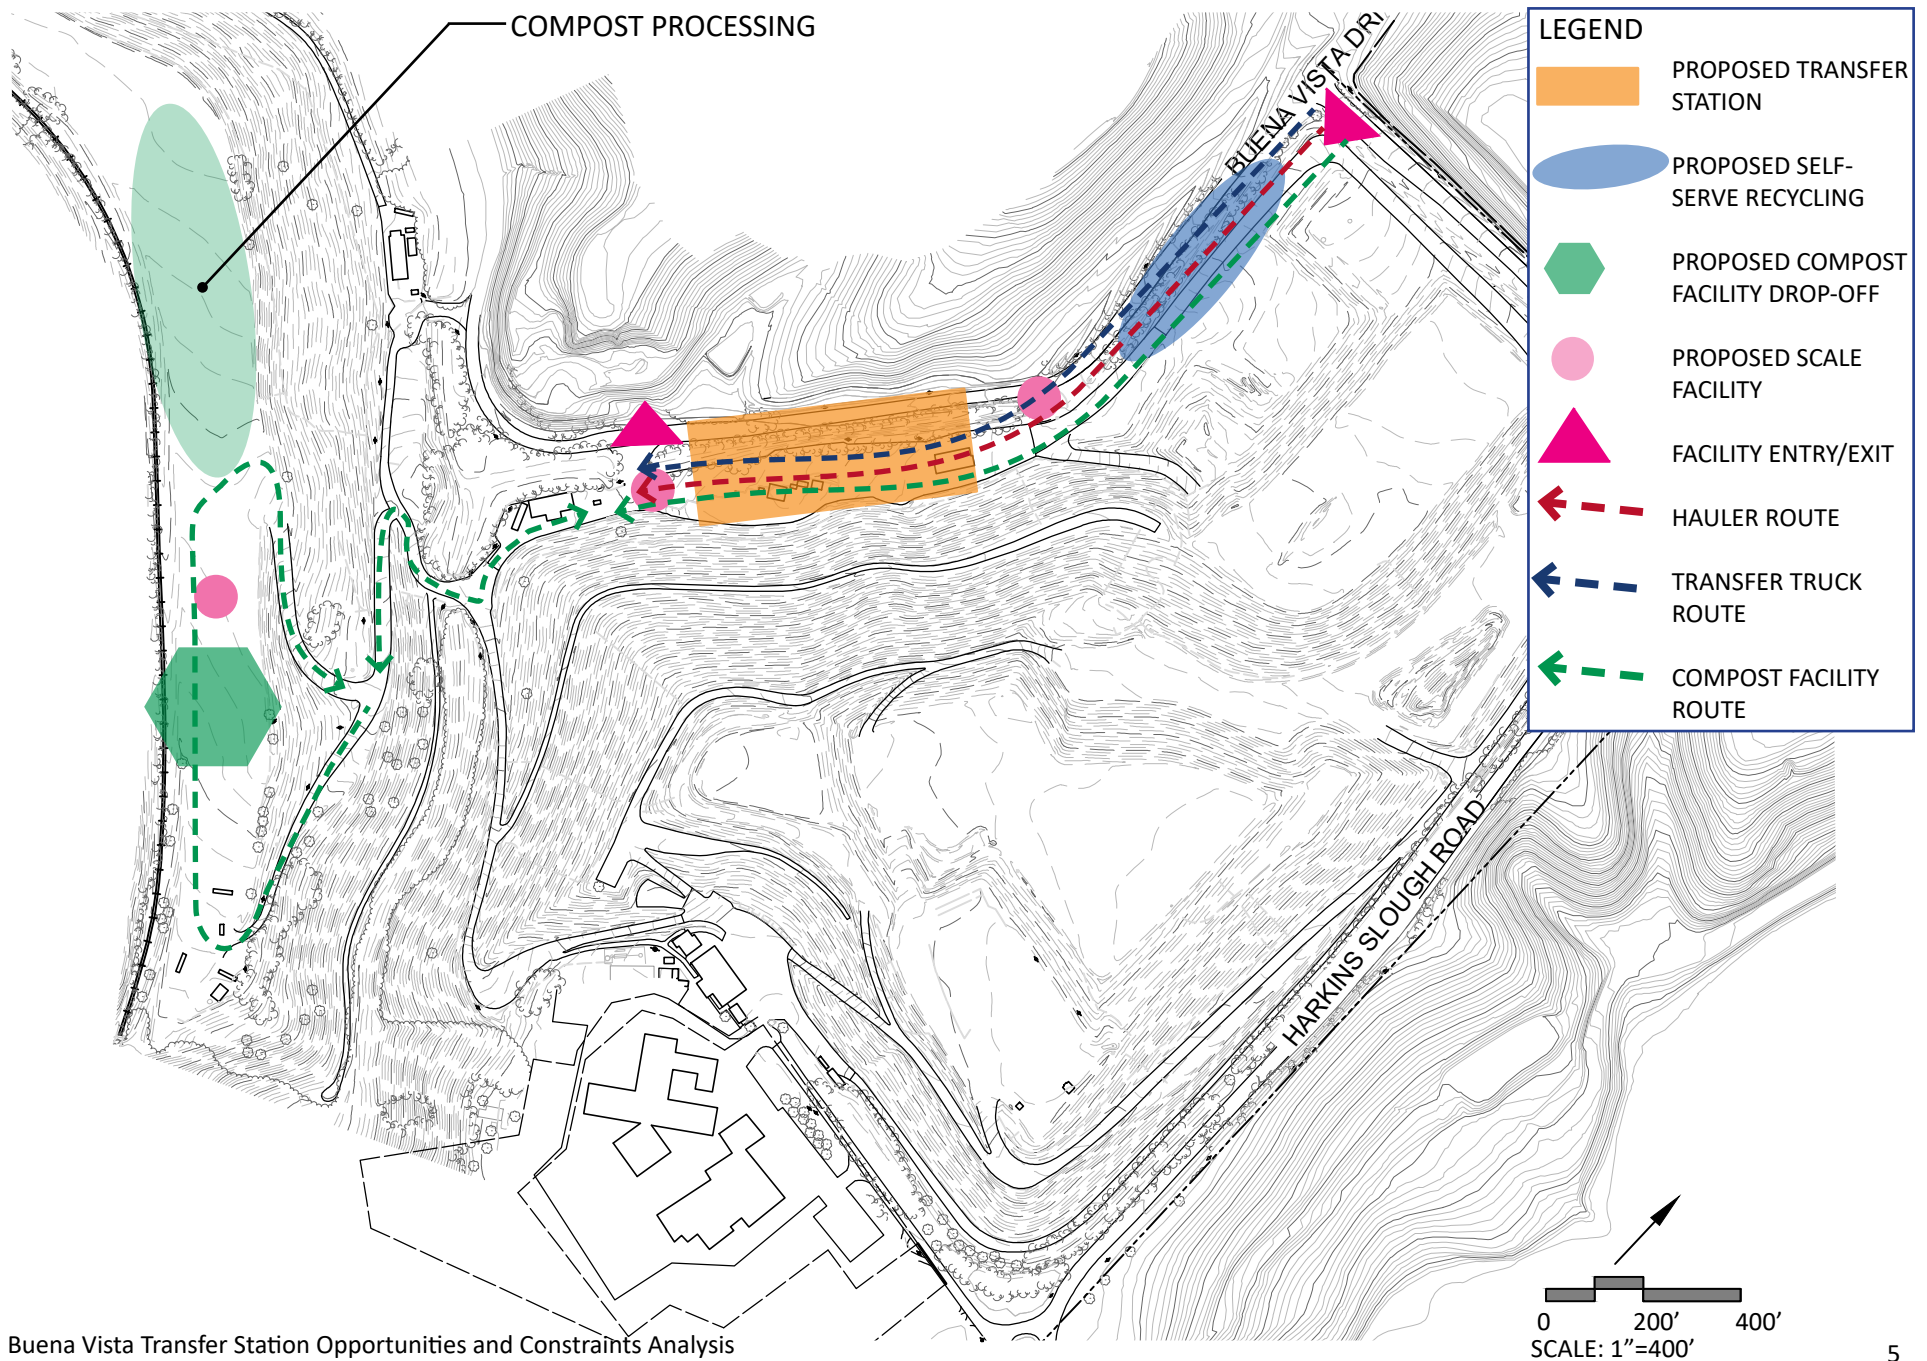 COMPOST PROCESSING
BUENA VISTA DRI
LEGEND
PROPOSED TRANSFER
STATION
PROPOSED SELF-
SERVE RECYCLING
PROPOSED COMPOST
FACILITY DROP-OFF
PROPOSED SCALE
FACILITY
FACILITY ENTRY/EXIT
HAULER ROUTE
TRANSFER TRUCK
ROUTE
COMPOST FACILITY
ROUTE
HARKINS SLOUGH ROAD
0 200’ 400’
SCALE: 1”=400’
Buena Vista Transfer Station Opportunities and Constraints Analysis
5